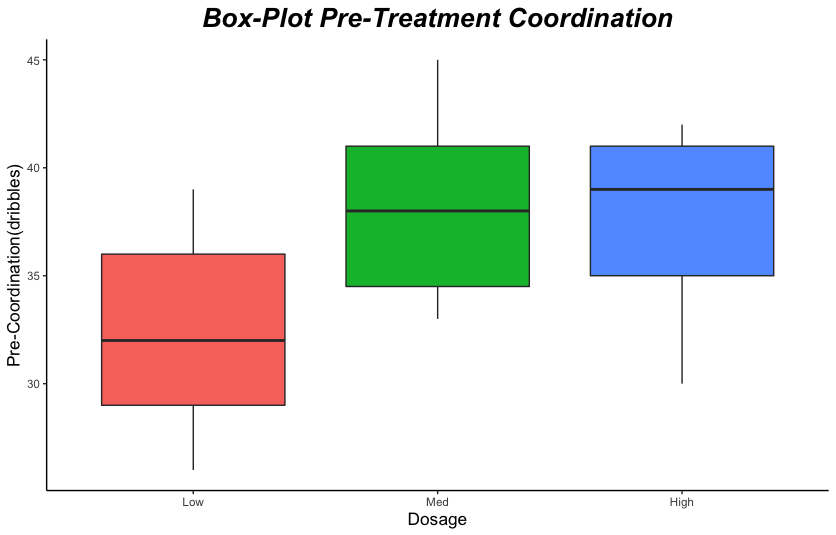 Box-Plot Pre-Treatment Coordination
Pre-Coordination(dribbles)
45
40
35
30
Low Med High
Dosage